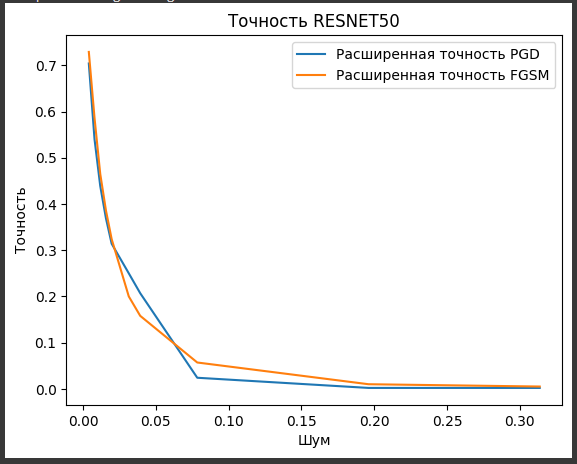 Точность RESNET50
Расширенная точность PGD
Расширенная точность FGSM
Точность
0.7
0.6
0.5
0.4
0.3
0.2
0.1
0.0
0.00 0.05 0.10 0.15 0.20 0.25 0.30
Шум